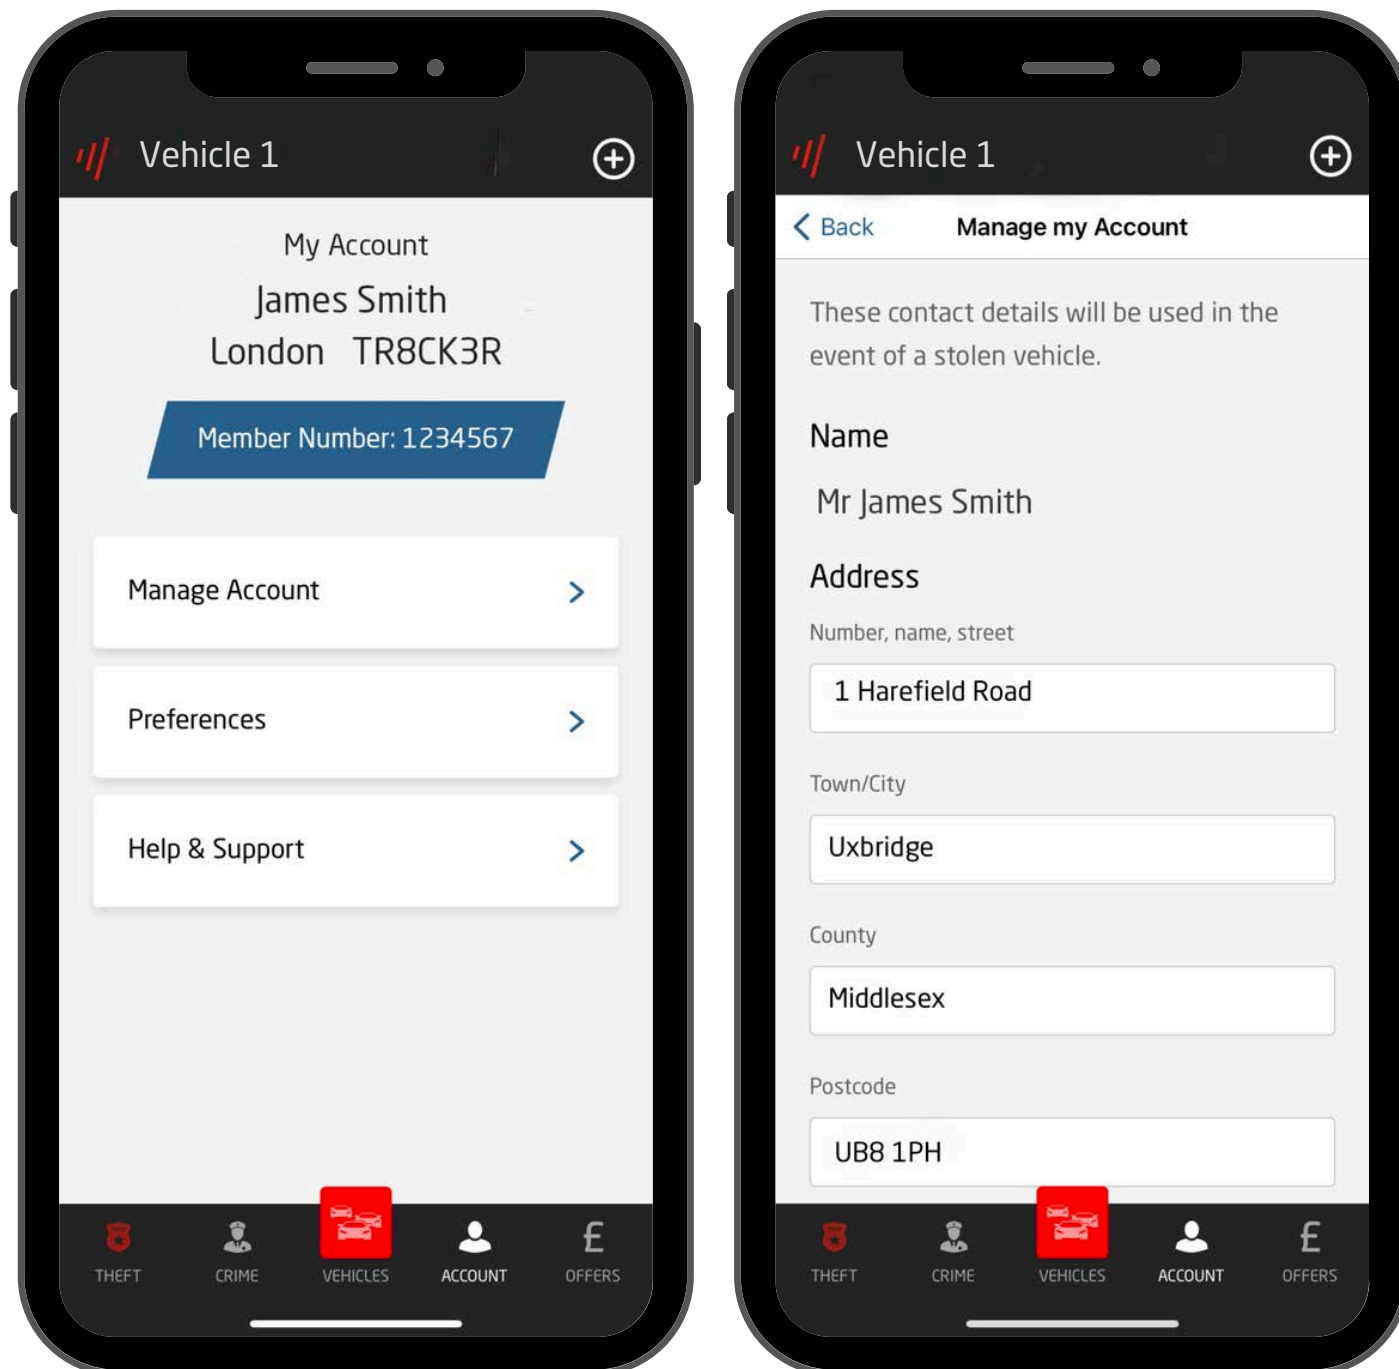 Vehicle 1
My Account
James Smith
London TR8CK3R
Member Number: 1234567
Manage Account
Preferences
Help & Support
THEFT
CRIME
VEHICLES
ACCOUNT
£
OFFERS
Vehicle 1
Back
Manage my Account
These contact details will be used in the
event of a stolen vehicle.
Name
Mr James Smith
Address
Number, name, street
1 Harefield Road
Town/City
Uxbridge
County
Middlesex
Postcode
UB8 1PH
THEFT
CRIME
VEHICLES
ACCOUNT
£
OFFERS